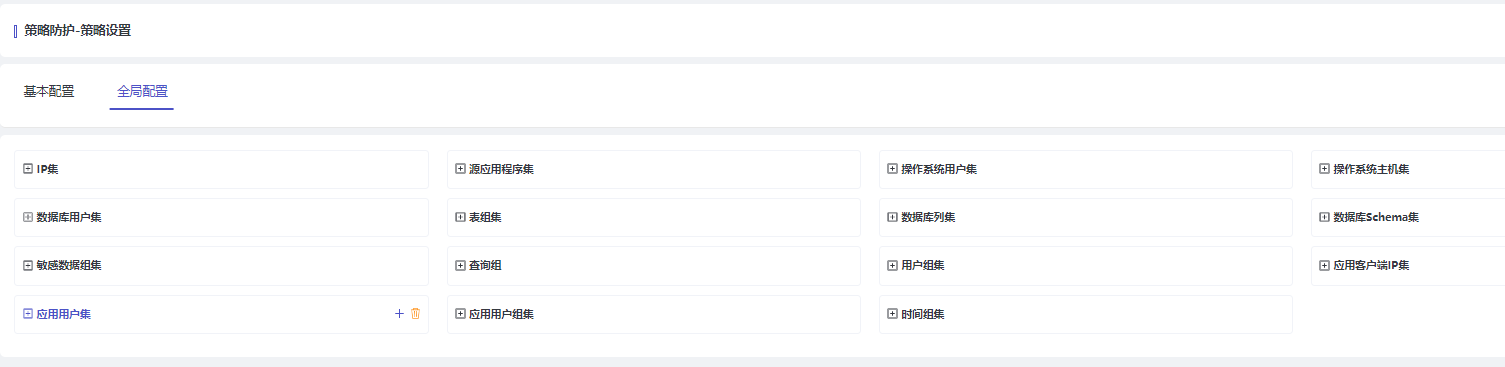 策略防护-策略设置
基本配置 全局配置
IP集 源应用程序集 操作系统用户集 操作系统主机集
数据库用户集 表组集 数据库列集 数据库Schema集
敏感数据组集 查询组 用户组集 应用客户端IP集
应用用户集 应用用户组集 时间组集